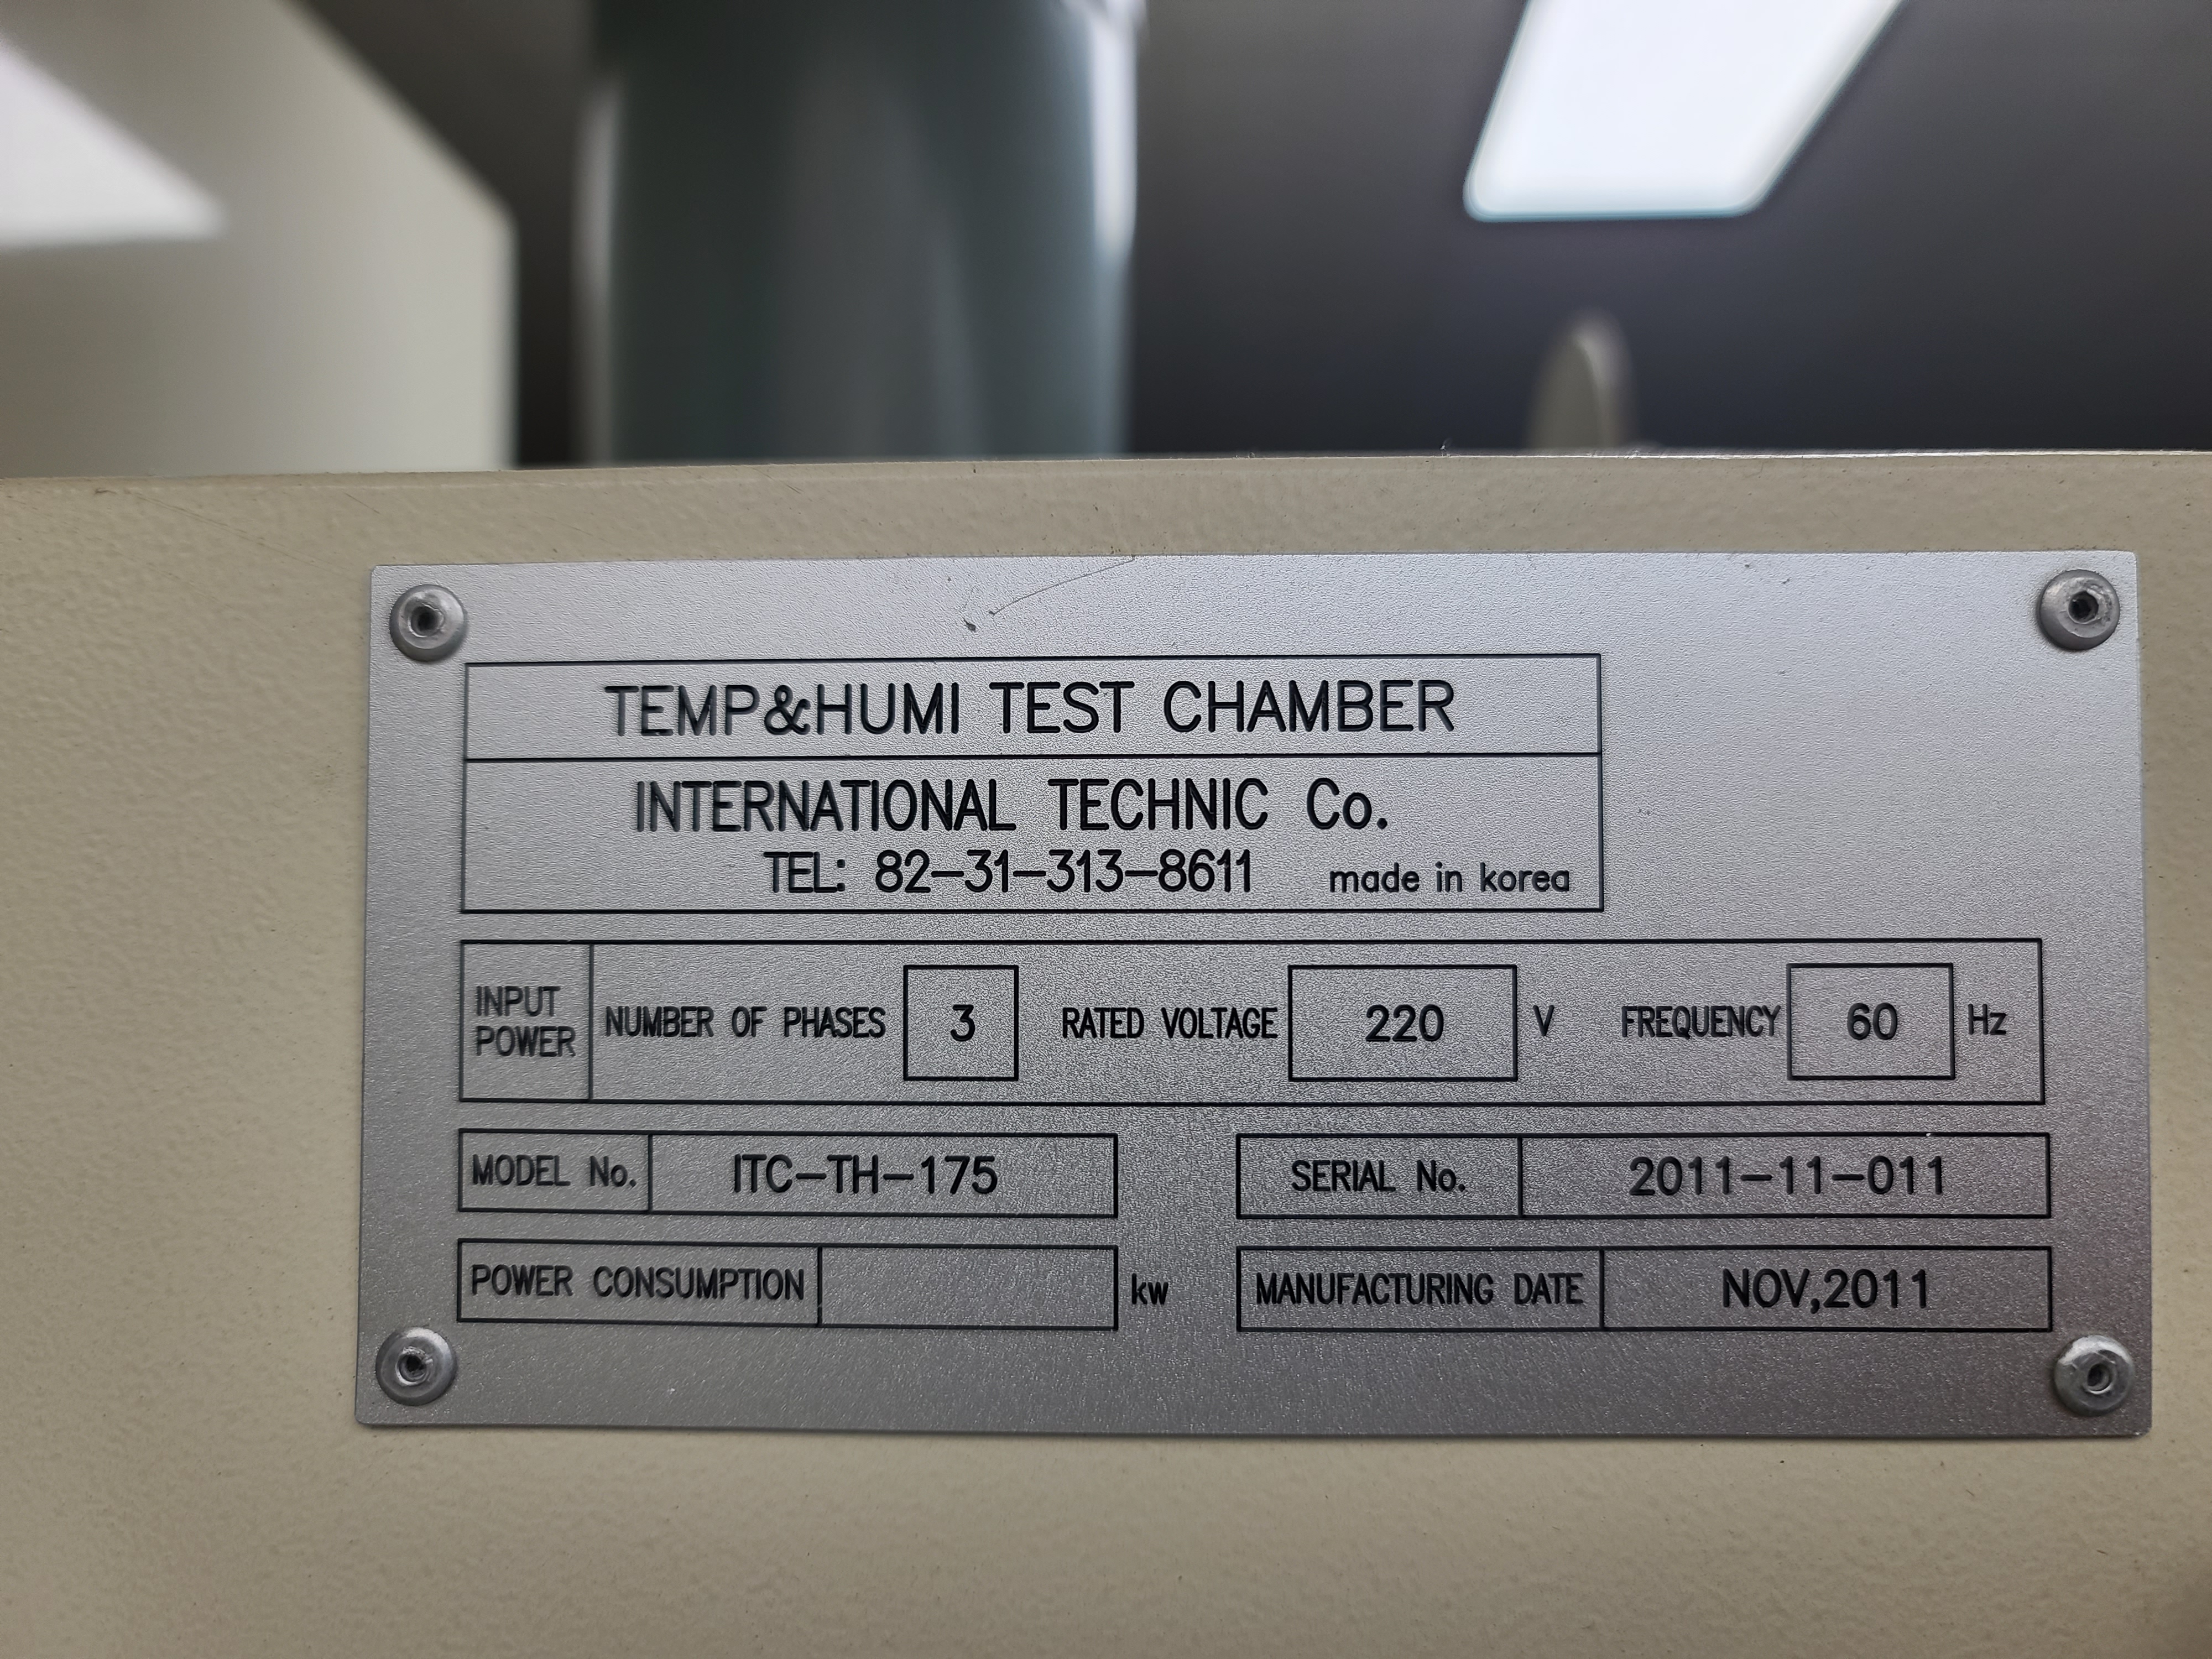 TEMP&HUMI TEST CHAMBER
INTERNATIONAL TECHNIC Co.
TEL: 82-31-313-8611 made in korea
INPUT POWER NUMBER OF PHASES 3 RATED VOLTAGE 220 V FREQUENCY 60 Hz
MODEL No. ITC-TH-175 SERIAL No. 2011-11-011
POWER CONSUMPTION kw MANUFACTURING DATE NOV,2011